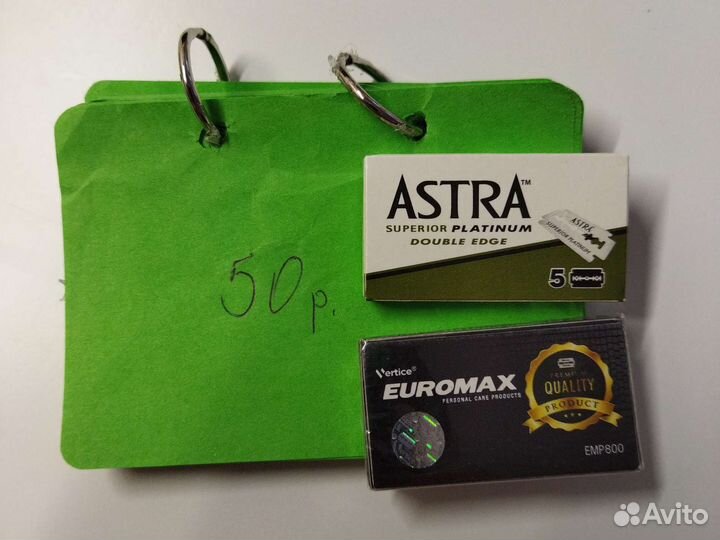 50р.
ASTRA™
SUPERIOR PLATINUM
DOUBLE EDGE
ASTRA
SUPERIOR PLATINUM
5
Vertice®
EUROMAX
PERSONAL CARE PRODUCTS
PREMIUM
QUALITY
PRODUCT
EMP800
Avito